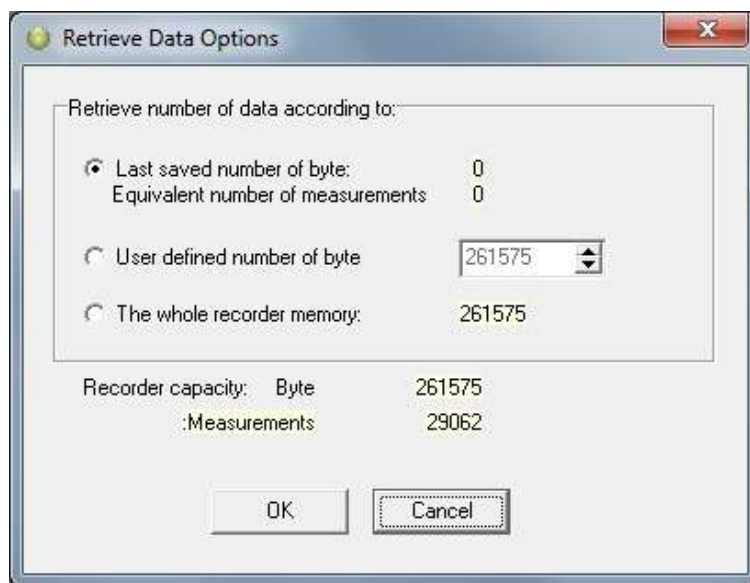 Retrieve Data Options
Retrieve number of data according to:
Last saved number of byte: 0
Equivalent number of measurements 0
User defined number of byte 261575
The whole recorder memory: 261575
Recorder capacity: Byte 261575
:Measurements 29062
OK Cancel